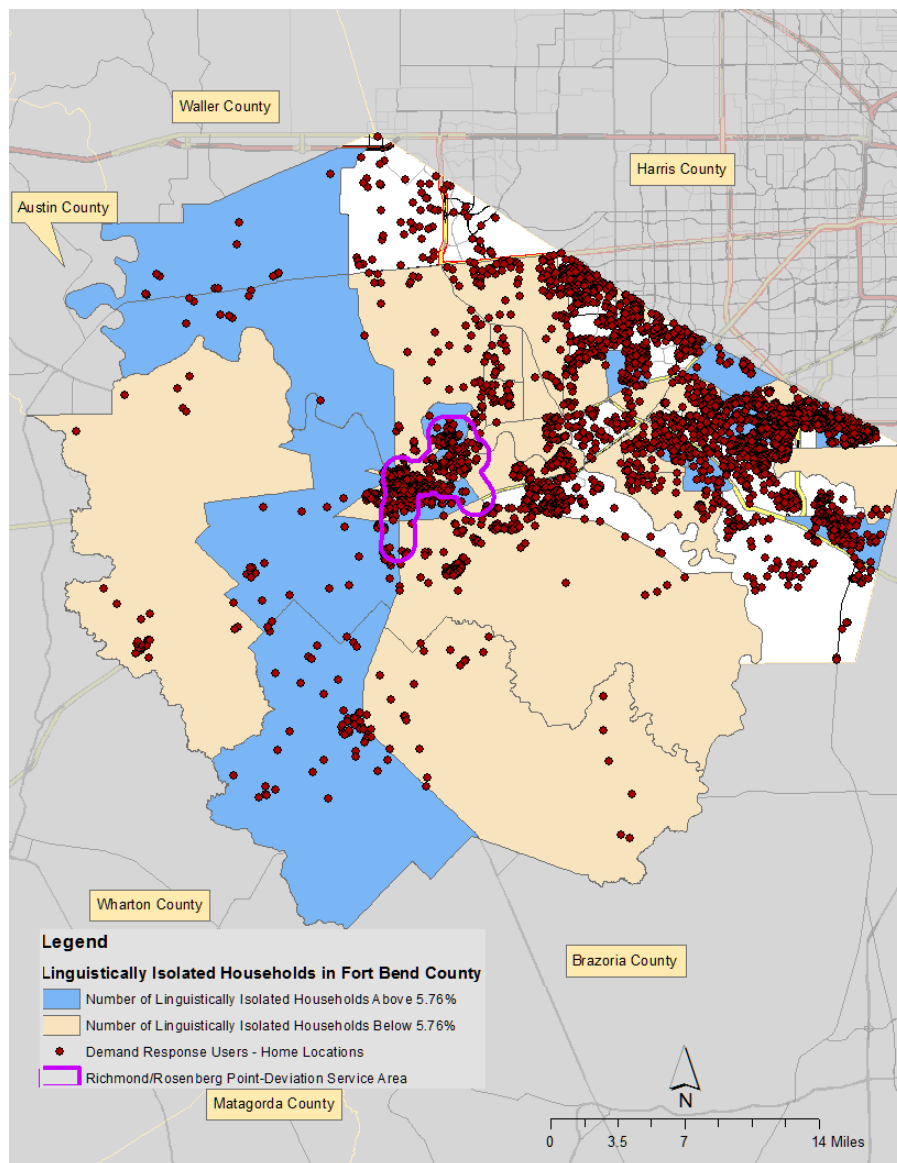 Waller County
Harris County
Austin County
Wharton County
Legend
Linguistically Isolated Households in Fort Bend County
Number of Linguistically Isolated Households Above 5.76%
Number of Linguistically Isolated Households Below 5.76%
Demand Response Users - Home Locations
Richmond/Rosenberg Point-Deviation Service Area
Brazoria County
Matagorda County
N
0 3.5 7 14 Miles